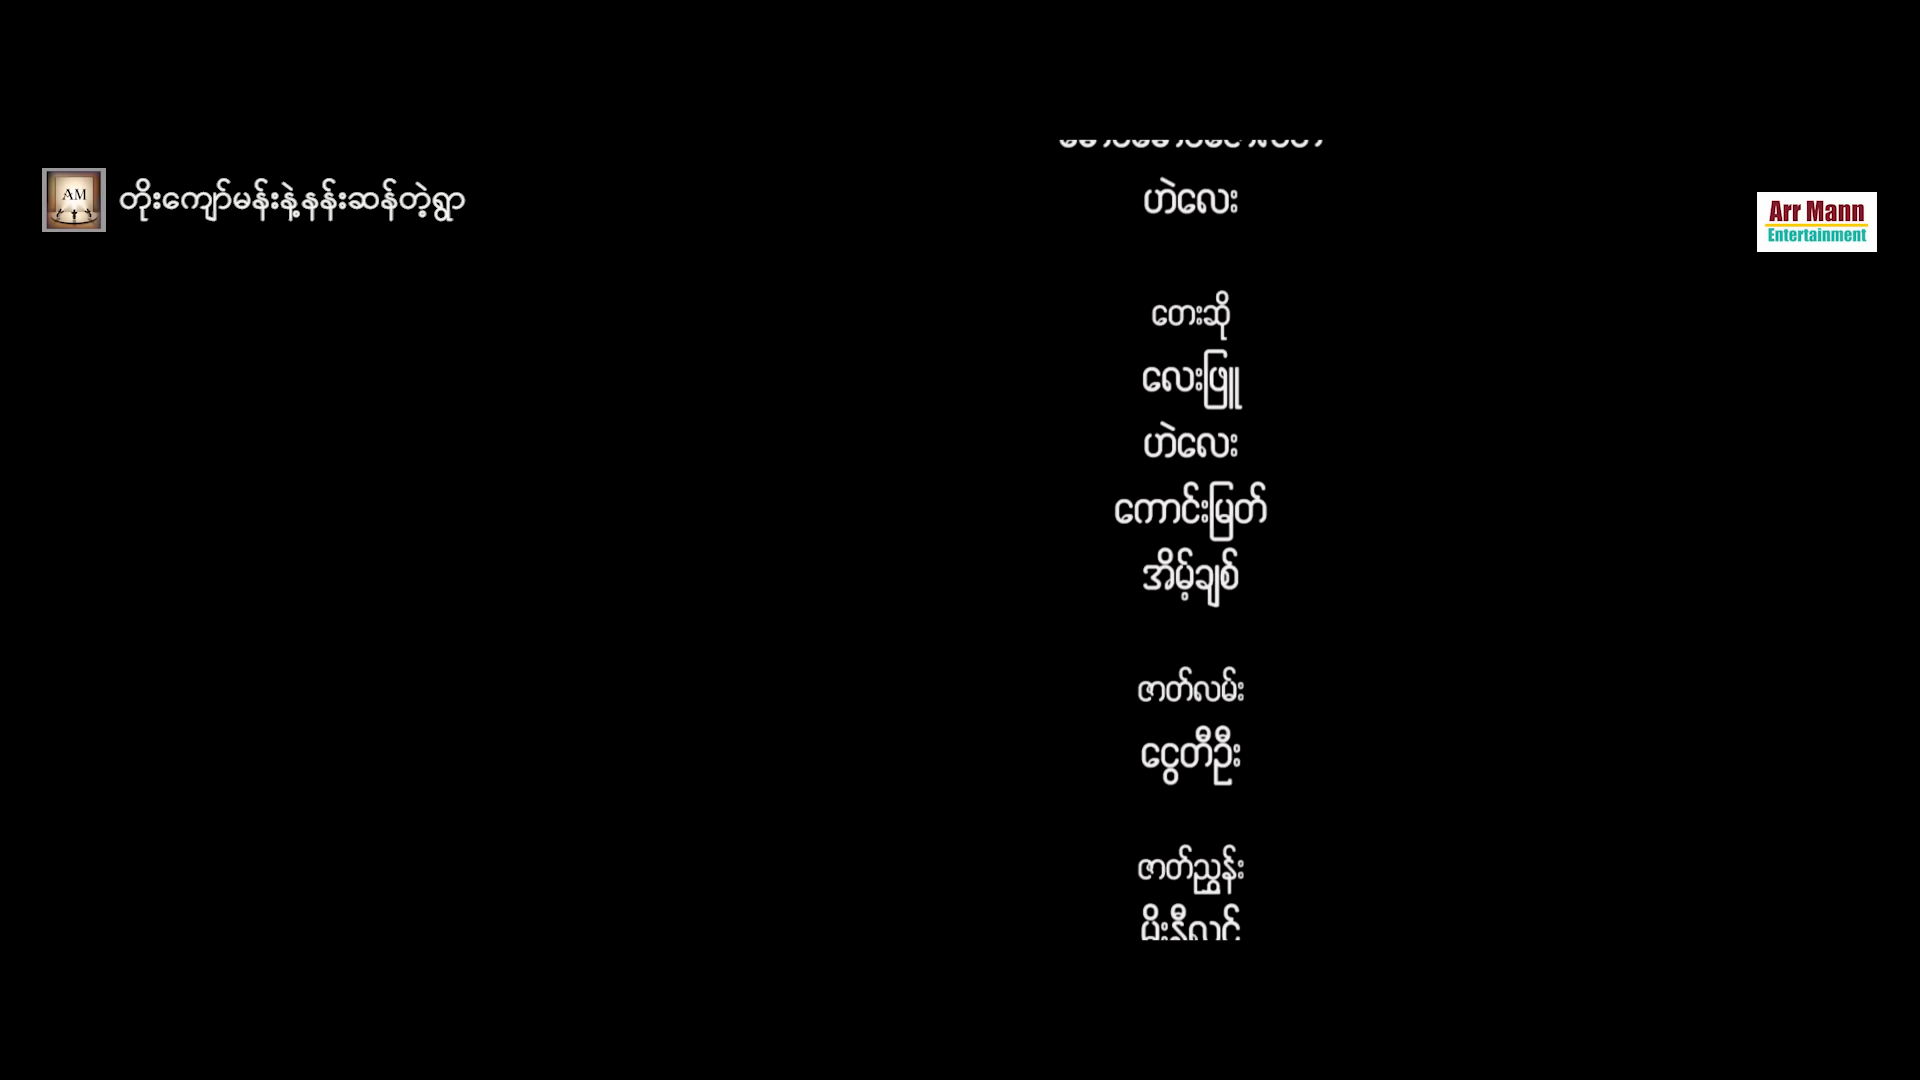 AM
တိုးကျော်မန်းနဲ့နန်းဆန်တဲ့ရွာ
Arr Mann
Entertainment
ဟဲလေး
တေးဆို
လေးဖြူ
ဟဲလေး
ကောင်းမြတ်
အိမ့်ချစ်
ဇာတ်လမ်း
ငွေတီဦး
ဇာတ်ညွှန်း